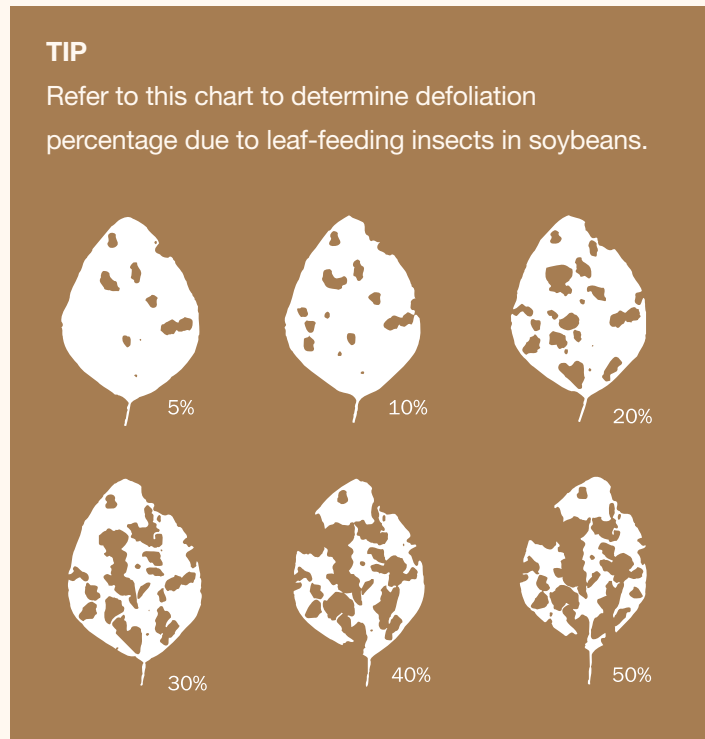 TIP
Refer to this chart to determine defoliation
percentage due to leaf-feeding insects in soybeans.
5%
10%
20%
30%
40%
50%